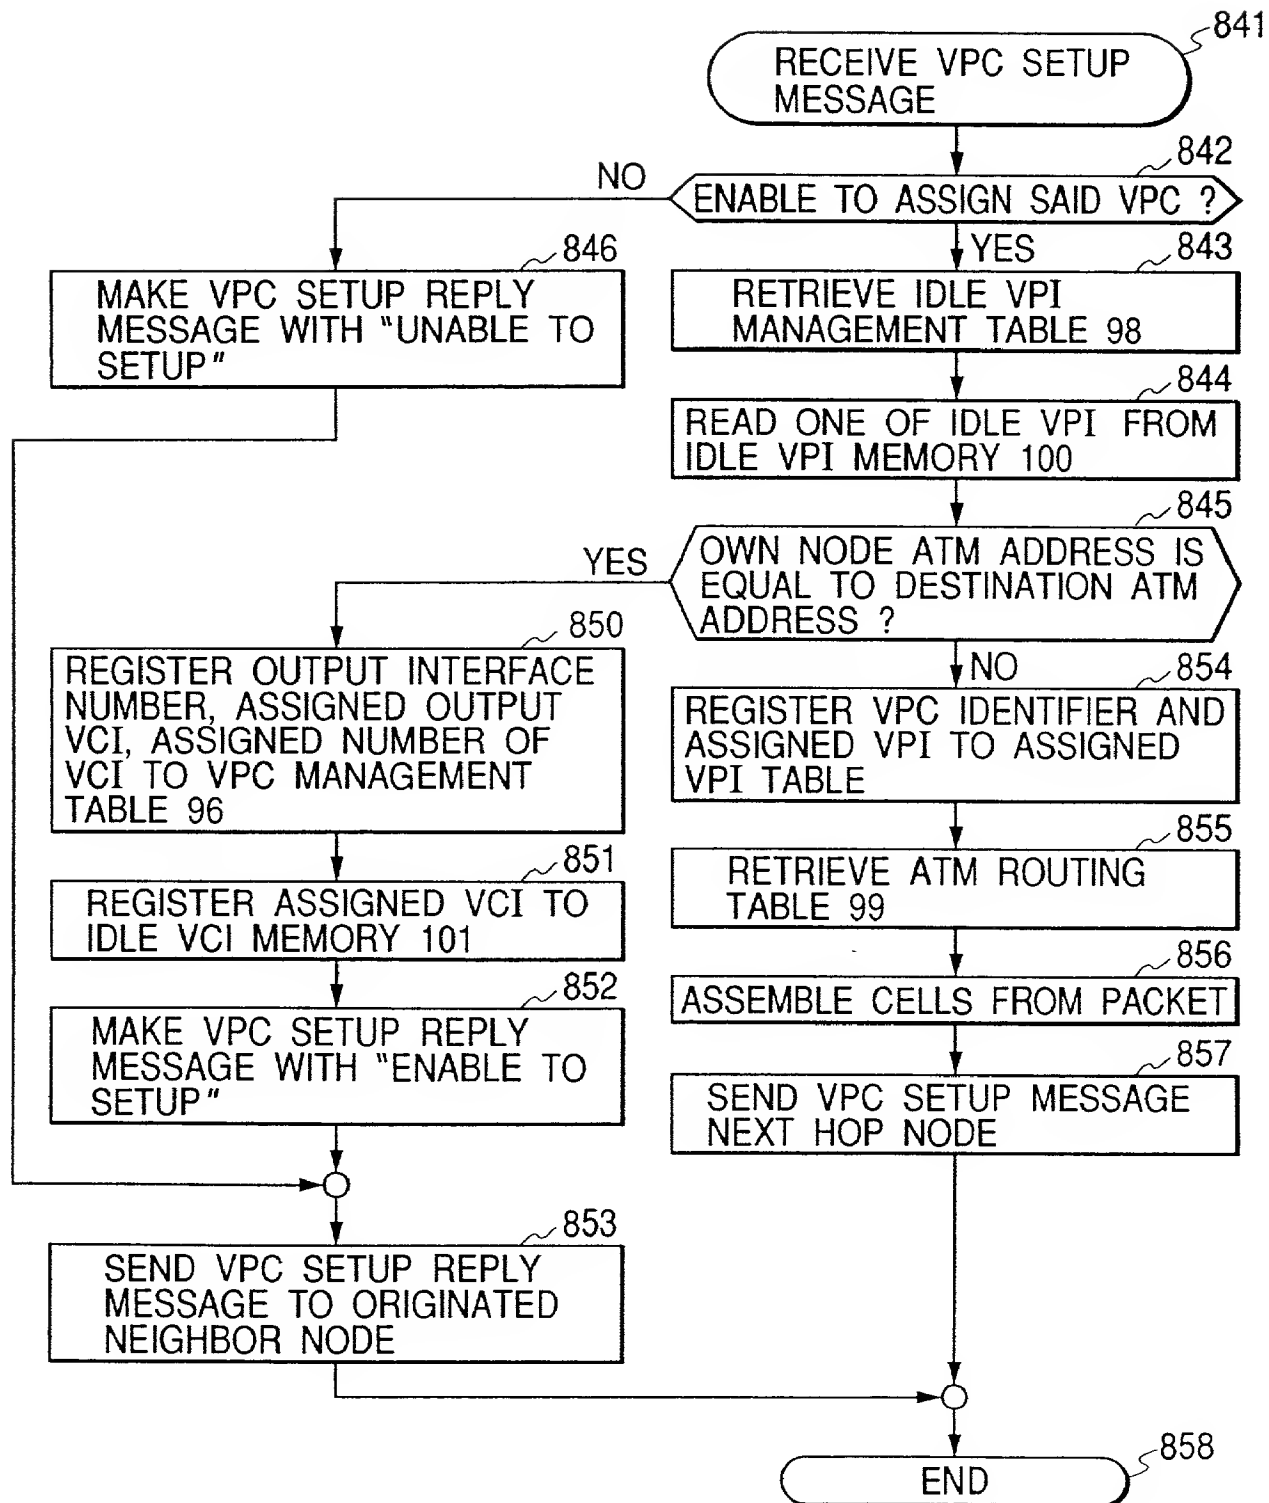 841
RECEIVE VPC SETUP
MESSAGE
842
NO
ENABLE TO ASSIGN SAID VPC ?
YES
846
MAKE VPC SETUP REPLY
MESSAGE WITH "UNABLE TO
SETUP"
843
RETRIEVE IDLE VPI
MANAGEMENT TABLE 98
844
READ ONE OF IDLE VPI FROM
IDLE VPI MEMORY 100
845
YES
OWN NODE ATM ADDRESS IS
EQUAL TO DESTINATION ATM
ADDRESS ?
NO
850
REGISTER OUTPUT INTERFACE
NUMBER, ASSIGNED OUTPUT
VCI, ASSIGNED NUMBER OF
VCI TO VPC MANAGEMENT
TABLE 96
854
REGISTER VPC IDENTIFIER AND
ASSIGNED VPI TO ASSIGNED
VPI TABLE
851
REGISTER ASSIGNED VCI TO
IDLE VCI MEMORY 101
855
RETRIEVE ATM ROUTING
TABLE 99
852
MAKE VPC SETUP REPLY
MESSAGE WITH "ENABLE TO
SETUP"
856
ASSEMBLE CELLS FROM PACKET
857
SEND VPC SETUP MESSAGE
NEXT HOP NODE
853
SEND VPC SETUP REPLY
MESSAGE TO ORIGINATED
NEIGHBOR NODE
858
END